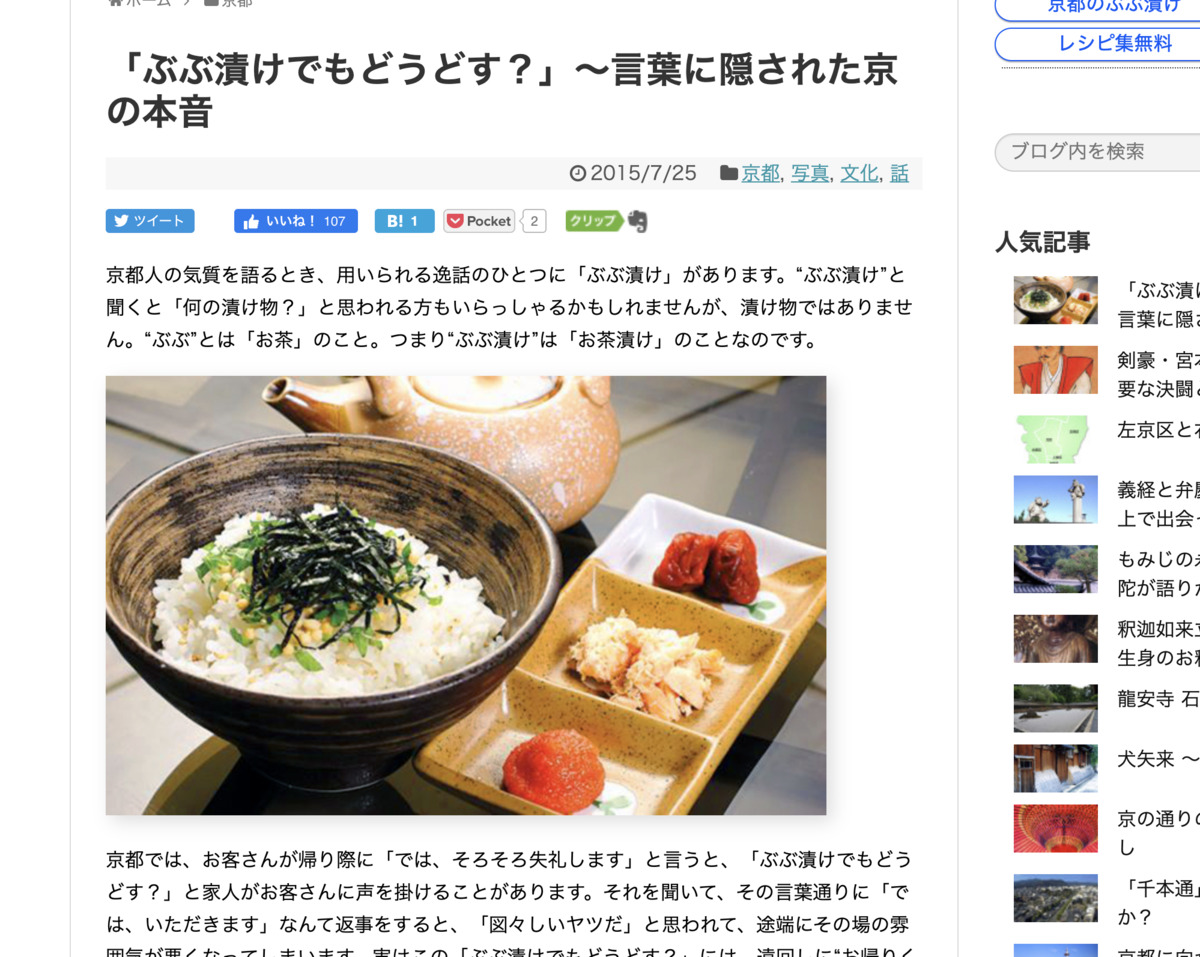 ホーム
京都
「ぶぶ漬けでもどうどす？」〜言葉に隠された京
の本音
2015/7/25 京都, 写真, 文化, 話
ツイート いいね！ 107 B! 1 Pocket 2 クリップ
京都人の気質を語るとき、用いられる逸話のひとつに「ぶぶ漬け」があります。“ぶぶ漬け”と
聞くと「何の漬け物？」と思われる方もいらっしゃるかもしれませんが、漬け物ではありませ
ん。“ぶぶ”とは「お茶」のこと。つまり“ぶぶ漬け”は「お茶漬け」のことなのです。
京都では、お客さんが帰り際に「では、そろそろ失礼します」と言うと、「ぶぶ漬けでもどう
どす？」と家人がお客さんに声を掛けることがあります。それを聞いて、その言葉通りに「で
は、いただきます」なんて返事をすると、「図々しいヤツだ」と思われて、途端にその場の雰
囲気が悪くなってしまいます。実はこの「ぶぶ漬けでもどうどす？」には、遠回しに“お帰りく
京都のぶぶ漬け
レシピ集無料
ブログ内を検索
人気記事
「ぶぶ漬け
言葉に隠さ
剣豪・宮本
要な決闘と
左京区と右
義経と弁慶
上で出会っ
もみじの永
陀が語りか
釈迦如来立
生身のお釈
龍安寺 石
犬矢来 〜
京の通りの
し
「千本通」
か？
京都に向